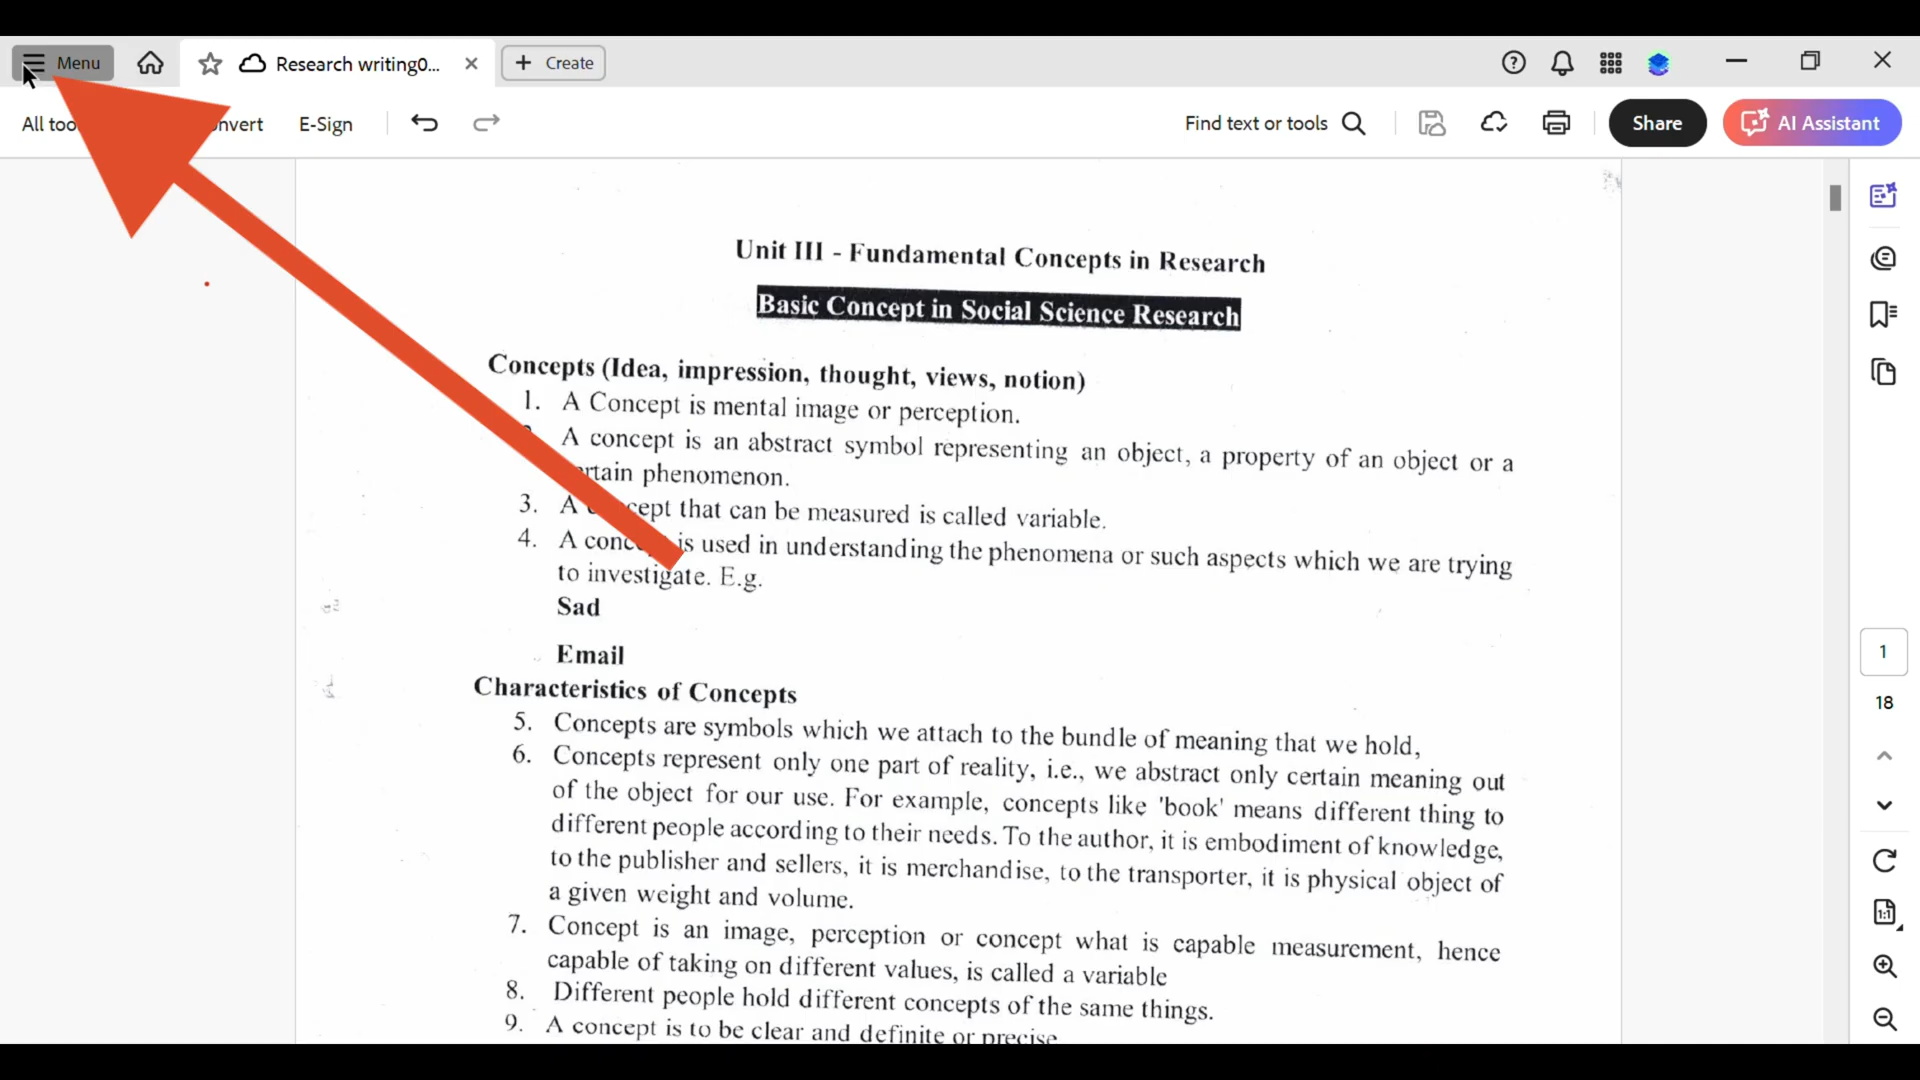 Menu
Research writing0...
Create
All too
nvert
E-Sign
Find text or tools
Share
AI Assistant
Unit III - Fundamental Concepts in Research
Basic Concept in Social Science Research
Concepts (Idea, impression, thought, views, notion)
1. A Concept is mental image or perception.
A concept is an abstract symbol representing an object, a property of an object or a
rtain phenomenon.
3. A cept that can be measured is called variable.
4. A conc is used in understanding the phenomena or such aspects which we are trying
to investigate. E.g.
Sad
Email
Characteristics of Concepts
5. Concepts are symbols which we attach to the bundle of meaning that we hold,
6. Concepts represent only one part of reality, i.e., we abstract only certain meaning out
of the object for our use. For example, concepts like 'book' means different thing to
different people according to their needs. To the author, it is embodiment of knowledge,
to the publisher and sellers, it is merchandise, to the transporter, it is physical object of
a given weight and volume.
7. Concept is an image, perception or concept what is capable measurement, hence
capable of taking on different values, is called a variable
8. Different people hold different concepts of the same things.
9. A concept is to be clear and definite or precise
1
18
1:1